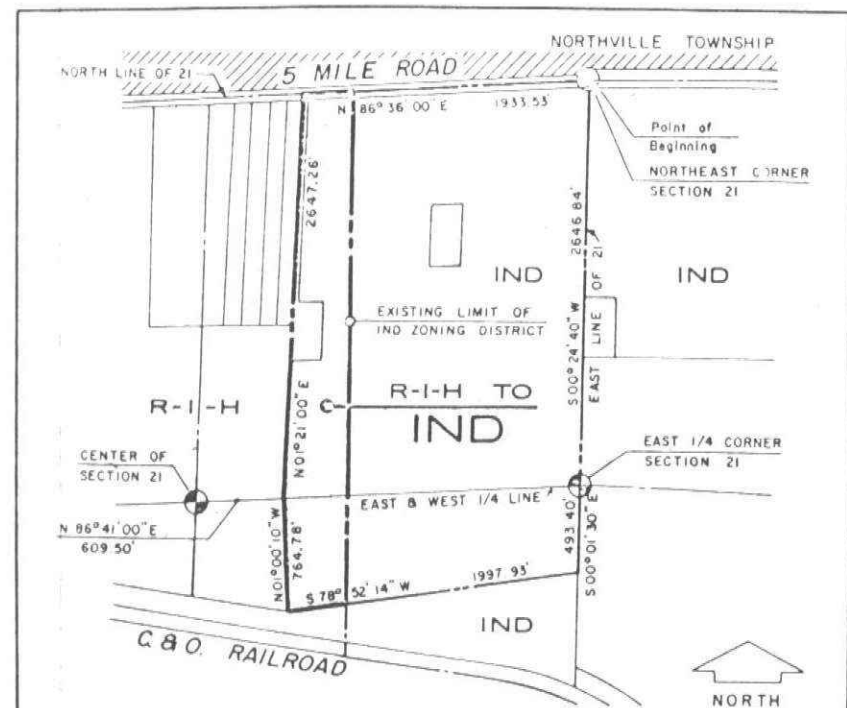 NORTHVILLE TOWNSHIP
NORTH LINE OF 21
5 MILE ROAD
N 86° 36' 00" E 1933.53'
Point of
Beginning
NORTHEAST CORNER
SECTION 21
2647.26'
2646.84'
IND
IND
EXISTING LIMIT OF
IND ZONING DISTRICT
S 00° 24' 40" W
EAST LINE OF 21
R-1-H
N 01° 21' 00" E
R-1-H TO
IND
CENTER OF
SECTION 21
EAST 1/4 CORNER
SECTION 21
EAST & WEST 1/4 LINE
N 86° 41' 00" E
609.50'
N 01° 00' 10" W
764.78'
493.40'
S 00° 01' 30" E
S 78° 52' 14" W 1997.93'
IND
C. & O. RAILROAD
NORTH